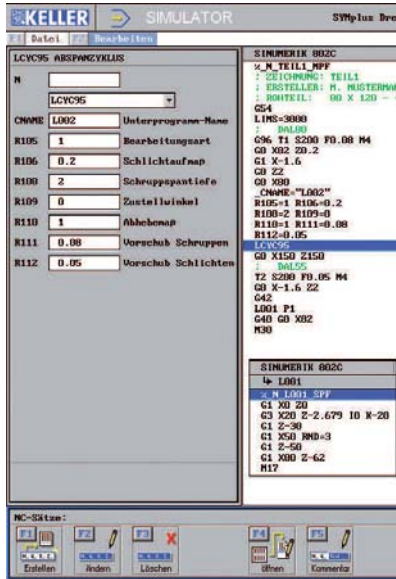 KELLER
SIMULATOR
SYMplus Dre
F1 Datei F2 Bearbeiten
LCYC95 ABSPANZYKLUS
N
LCYC95
CNAME L002 Unterprogramm-Name
R105 1 Bearbeitungsart
R106 0.2 Schlichtaufmaß
R108 2 Schruppspantiefe
R109 0 Zustellwinkel
R110 1 Abhebemaß
R111 0.08 Vorschub Schruppen
R112 0.05 Vorschub Schlichten
SINUMERIK 802C
%_N_TEIL1_MPF
; ZEICHNUNG: TEIL1
; ERSTELLER: M. MUSTERMA
; ROHTEIL: 80 X 120 -
G54
LIMS=3000
; DAL80
G96 T1 S200 F0.08 M4
G0 X82 Z0.2
G1 X-1.6
G0 Z2
G0 X80
_CNAME="L002"
R105=1 R106=0.2
R108=2 R109=0
R110=1 R111=0.08
R112=0.05
LCYC95
G0 X150 Z150
; DAL55
T2 S200 F0.05 M4
G0 X-1.6 Z2
G42
L001 P1
G40 G0 X82
M30
SINUMERIK 802C
L001
%_N_L001_SPF
G1 X0 Z0
G3 X20 Z-2.679 I0 K-20
G1 Z-30
G1 X50 RND=3
G1 Z-50
G1 X80 Z-62
M17
NC-Sätze:
F1 F2 F3 F4 F5
Erstellen Ändern Löschen öffnen Kommentar